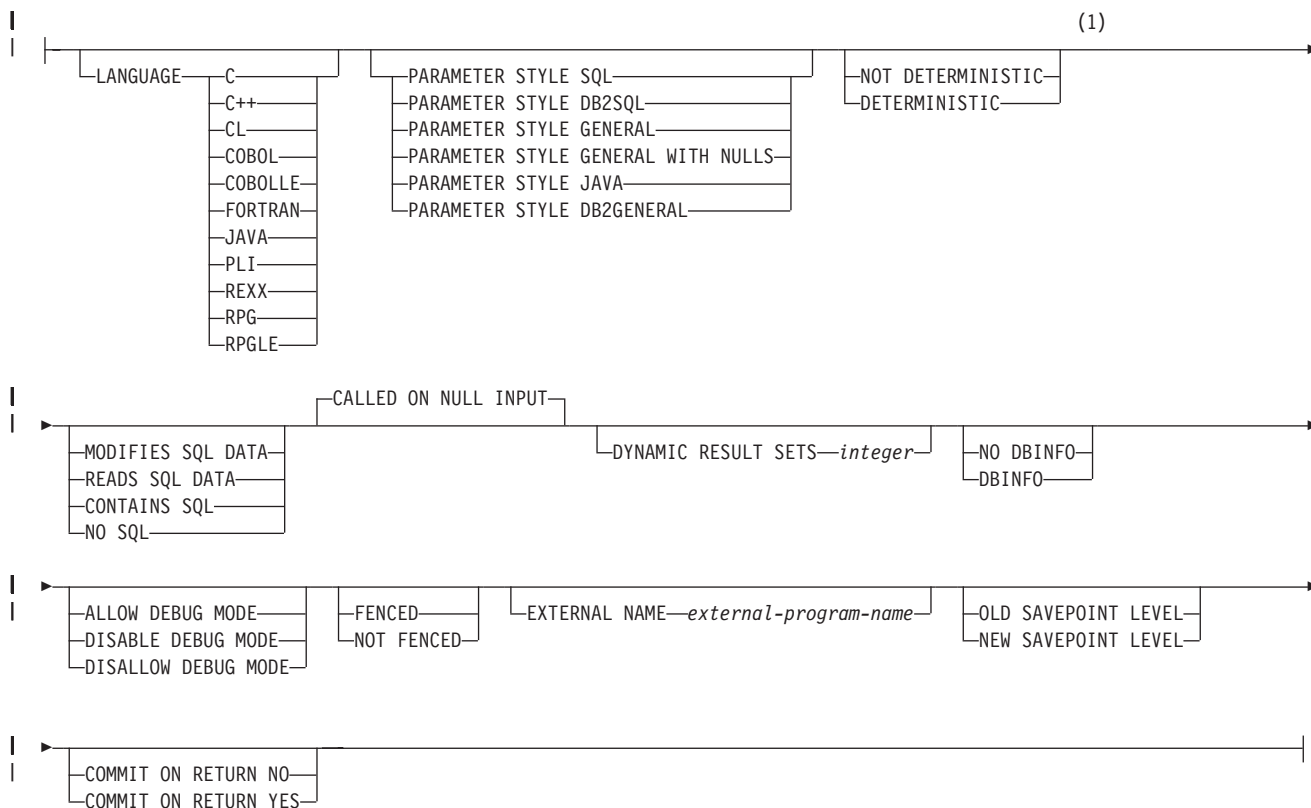 (1)
LANGUAGE C PARAMETER STYLE SQL NOT DETERMINISTIC
C++ PARAMETER STYLE DB2SQL DETERMINISTIC
CL PARAMETER STYLE GENERAL
COBOL PARAMETER STYLE GENERAL WITH NULLS
COBOLLE PARAMETER STYLE JAVA
FORTRAN PARAMETER STYLE DB2GENERAL
JAVA
PLI
REXX
RPG
RPGLE
CALLED ON NULL INPUT
MODIFIES SQL DATA DYNAMIC RESULT SETS integer NO DBINFO
READS SQL DATA DBINFO
CONTAINS SQL
NO SQL
ALLOW DEBUG MODE FENCED EXTERNAL NAME external-program-name OLD SAVEPOINT LEVEL
DISABLE DEBUG MODE NOT FENCED NEW SAVEPOINT LEVEL
DISALLOW DEBUG MODE
COMMIT ON RETURN NO
COMMIT ON RETURN YES